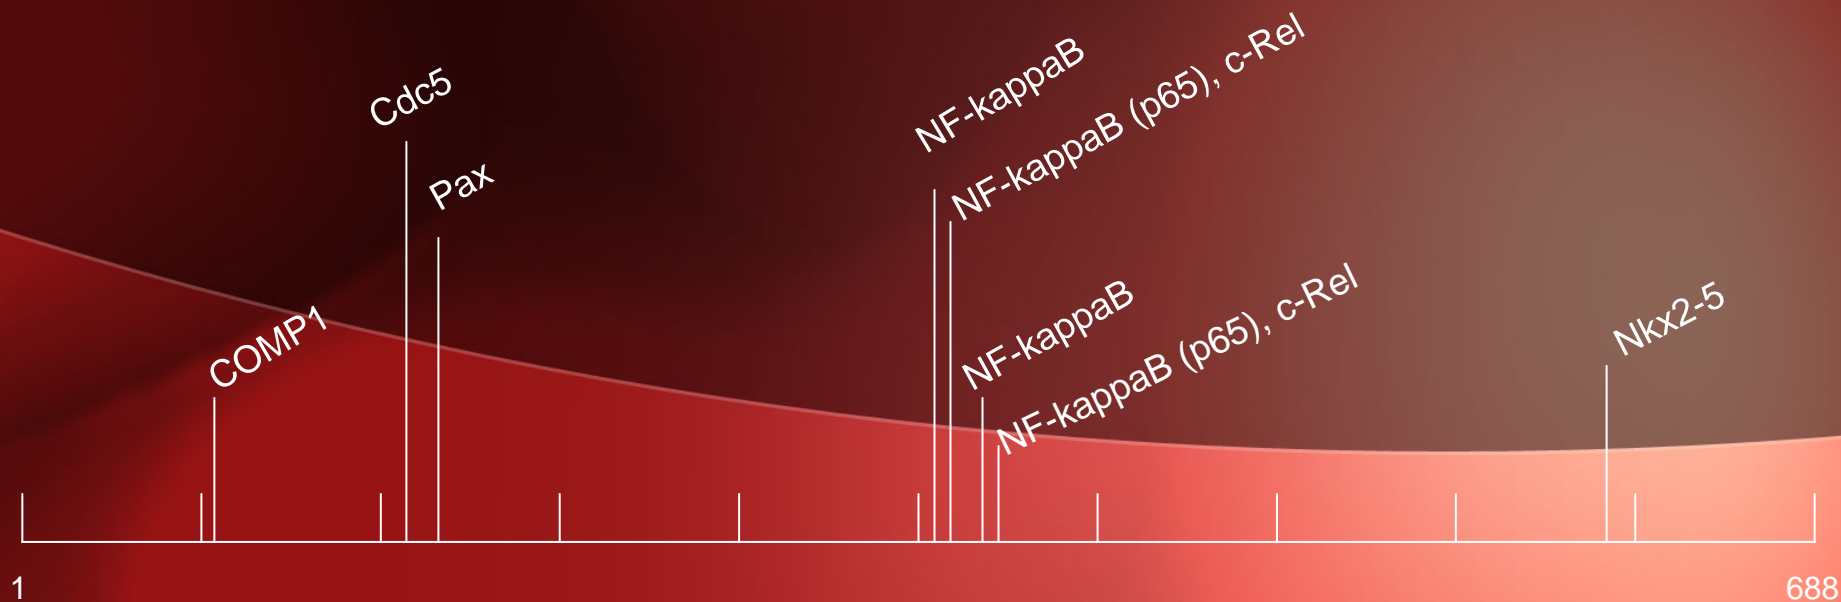 NF-kappaB
NF-kappaB (p65), c-Rel
Cdc5
Pax
NF-kappaB
NF-kappaB (p65), c-Rel
COMP1
Nkx2-5
1
688